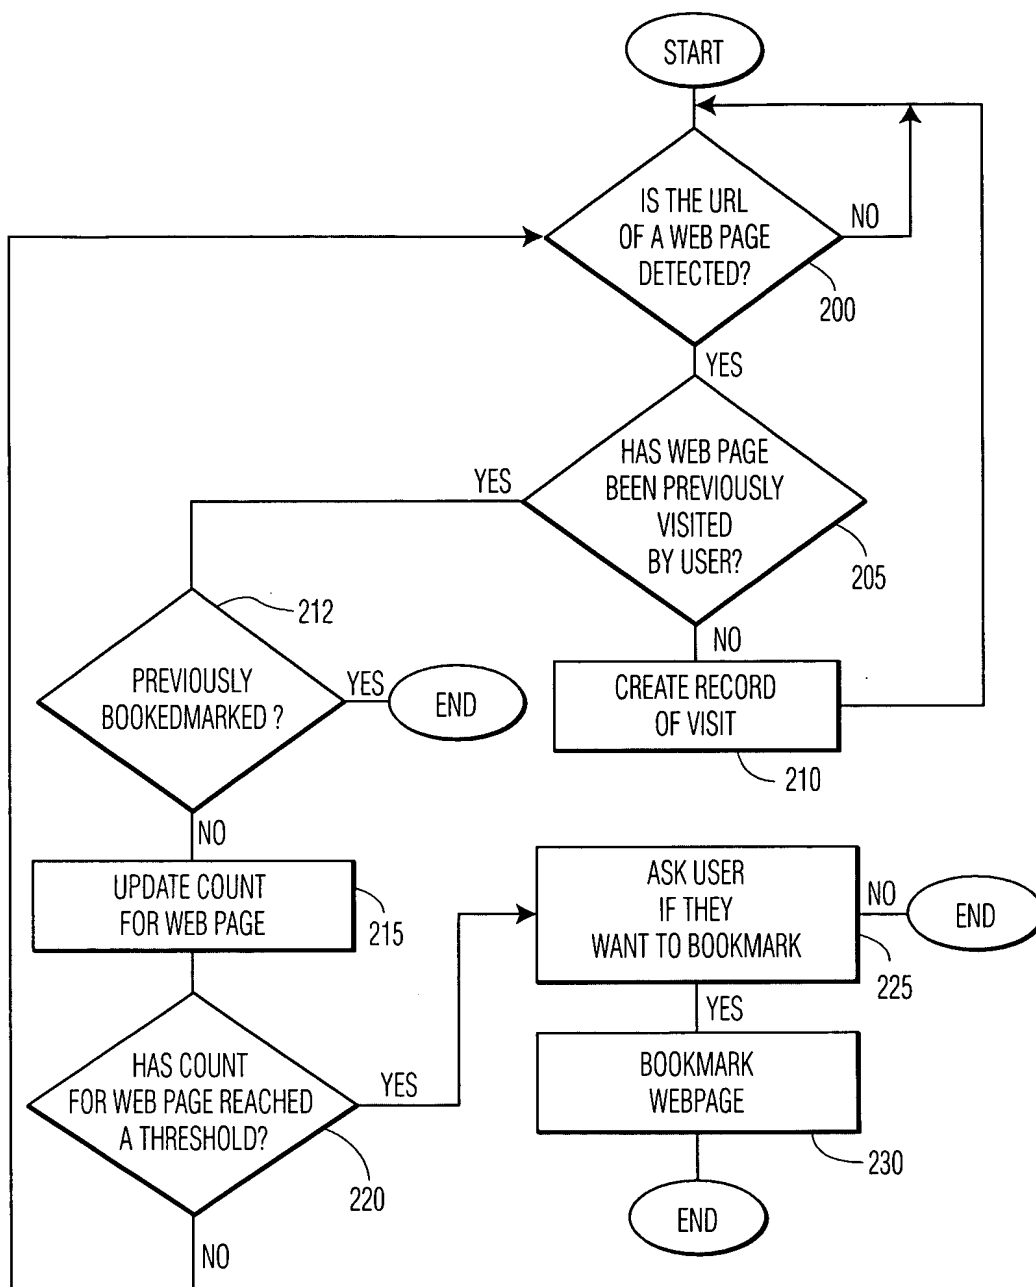 START
IS THE URL
OF A WEB PAGE
DETECTED?
NO
200
YES
HAS WEB PAGE
BEEN PREVIOUSLY
VISITED
BY USER?
YES
205
212
NO
PREVIOUSLY
BOOKEDMARKED ?
YES
END
CREATE RECORD
OF VISIT
210
NO
UPDATE COUNT
FOR WEB PAGE
215
ASK USER
IF THEY
WANT TO BOOKMARK
NO
END
225
YES
HAS COUNT
FOR WEB PAGE REACHED
A THRESHOLD?
YES
220
BOOKMARK
WEBPAGE
230
END
NO